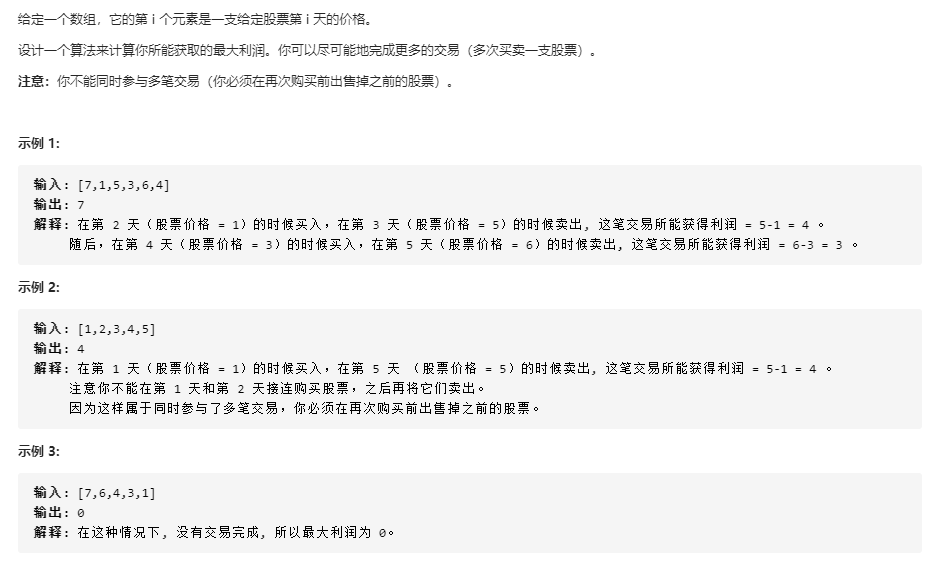 给定一个数组，它的第 i 个元素是一支给定股票第 i 天的价格。
设计一个算法来计算你所能获取的最大利润。你可以尽可能地完成更多的交易（多次买卖一支股票）。
注意：你不能同时参与多笔交易（你必须在再次购买前出售掉之前的股票）。
示例 1:
输入: [7,1,5,3,6,4]
输出: 7
解释: 在第 2 天（股票价格 = 1）的时候买入，在第 3 天（股票价格 = 5）的时候卖出, 这笔交易所能获得利润 = 5-1 = 4 。
随后，在第 4 天（股票价格 = 3）的时候买入，在第 5 天（股票价格 = 6）的时候卖出, 这笔交易所能获得利润 = 6-3 = 3 。
示例 2:
输入: [1,2,3,4,5]
输出: 4
解释: 在第 1 天（股票价格 = 1）的时候买入，在第 5 天 （股票价格 = 5）的时候卖出, 这笔交易所能获得利润 = 5-1 = 4 。
注意你不能在第 1 天和第 2 天接连购买股票，之后再将它们卖出。
因为这样属于同时参与了多笔交易，你必须在再次购买前出售掉之前的股票。
示例 3:
输入: [7,6,4,3,1]
输出: 0
解释: 在这种情况下, 没有交易完成, 所以最大利润为 0。